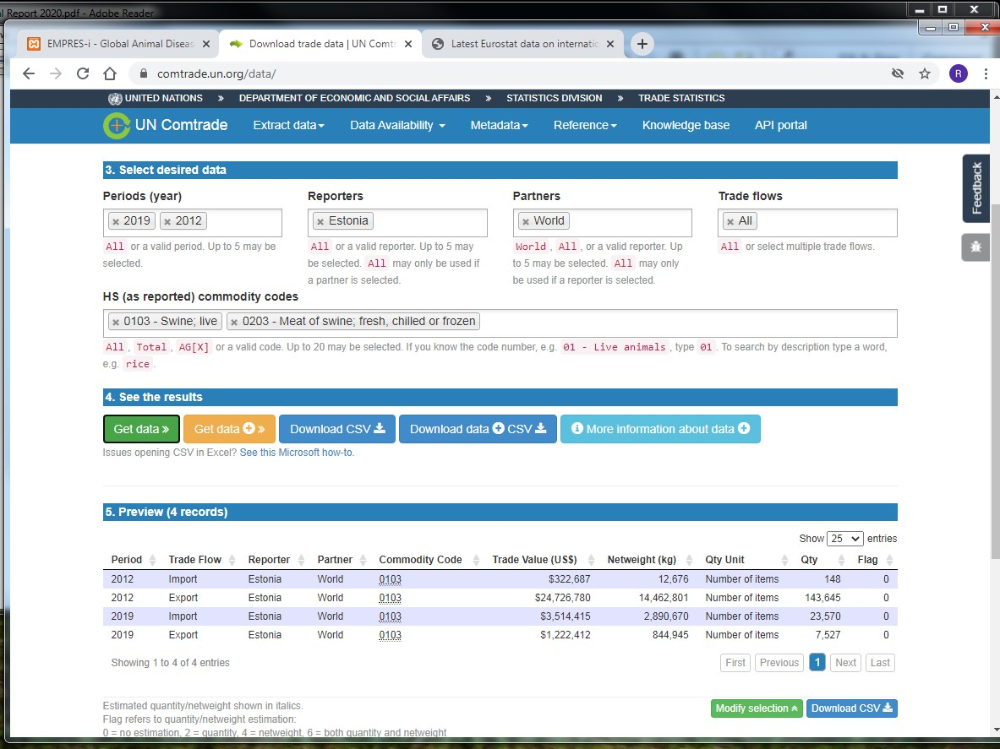 l Report 2020.pdf - Adobe Reader
EMPRES-i - Global Animal Diseas
Download trade data | UN Comtr
Latest Eurostat data on internatio
comtrade.un.org/data/
R
UNITED NATIONS » DEPARTMENT OF ECONOMIC AND SOCIAL AFFAIRS » STATISTICS DIVISION » TRADE STATISTICS
UN Comtrade Extract data Data Availability Metadata Reference Knowledge base API portal
Feedback
3. Select desired data
Periods (year) Reporters Partners Trade flows
× 2019 × 2012 × Estonia × World × All
All or a valid period. Up to 5 may be selected.
All or a valid reporter. Up to 5 may be selected. All may only be used if a partner is selected.
World, All, or a valid reporter. Up to 5 may be selected. All may only be used if a reporter is selected.
All or select multiple trade flows.
HS (as reported) commodity codes
× 0103 - Swine; live × 0203 - Meat of swine; fresh, chilled or frozen
All, Total, AG[X] or a valid code. Up to 20 may be selected. If you know the code number, e.g. 01 - Live animals, type 01. To search by description type a word,
e.g. rice.
4. See the results
Get data » Get data » Download CSV Download data CSV More information about data
Issues opening CSV in Excel? See this Microsoft how-to.
5. Preview (4 records)
Show 25 entries
Period Trade Flow Reporter Partner Commodity Code Trade Value (US$) Netweight (kg) Qty Unit Qty Flag
2012 Import Estonia World 0103 $322,687 12,676 Number of items 148 0
2012 Export Estonia World 0103 $24,726,780 14,462,801 Number of items 143,645 0
2019 Import Estonia World 0103 $3,514,415 2,890,670 Number of items 23,570 0
2019 Export Estonia World 0103 $1,222,412 844,945 Number of items 7,527 0
Showing 1 to 4 of 4 entries First Previous 1 Next Last
Estimated quantity/netweight shown in italics. Modify selection Download CSV
Flag refers to quantity/netweight estimation:
0 = no estimation, 2 = quantity, 4 = netweight, 6 = both quantity and netweight